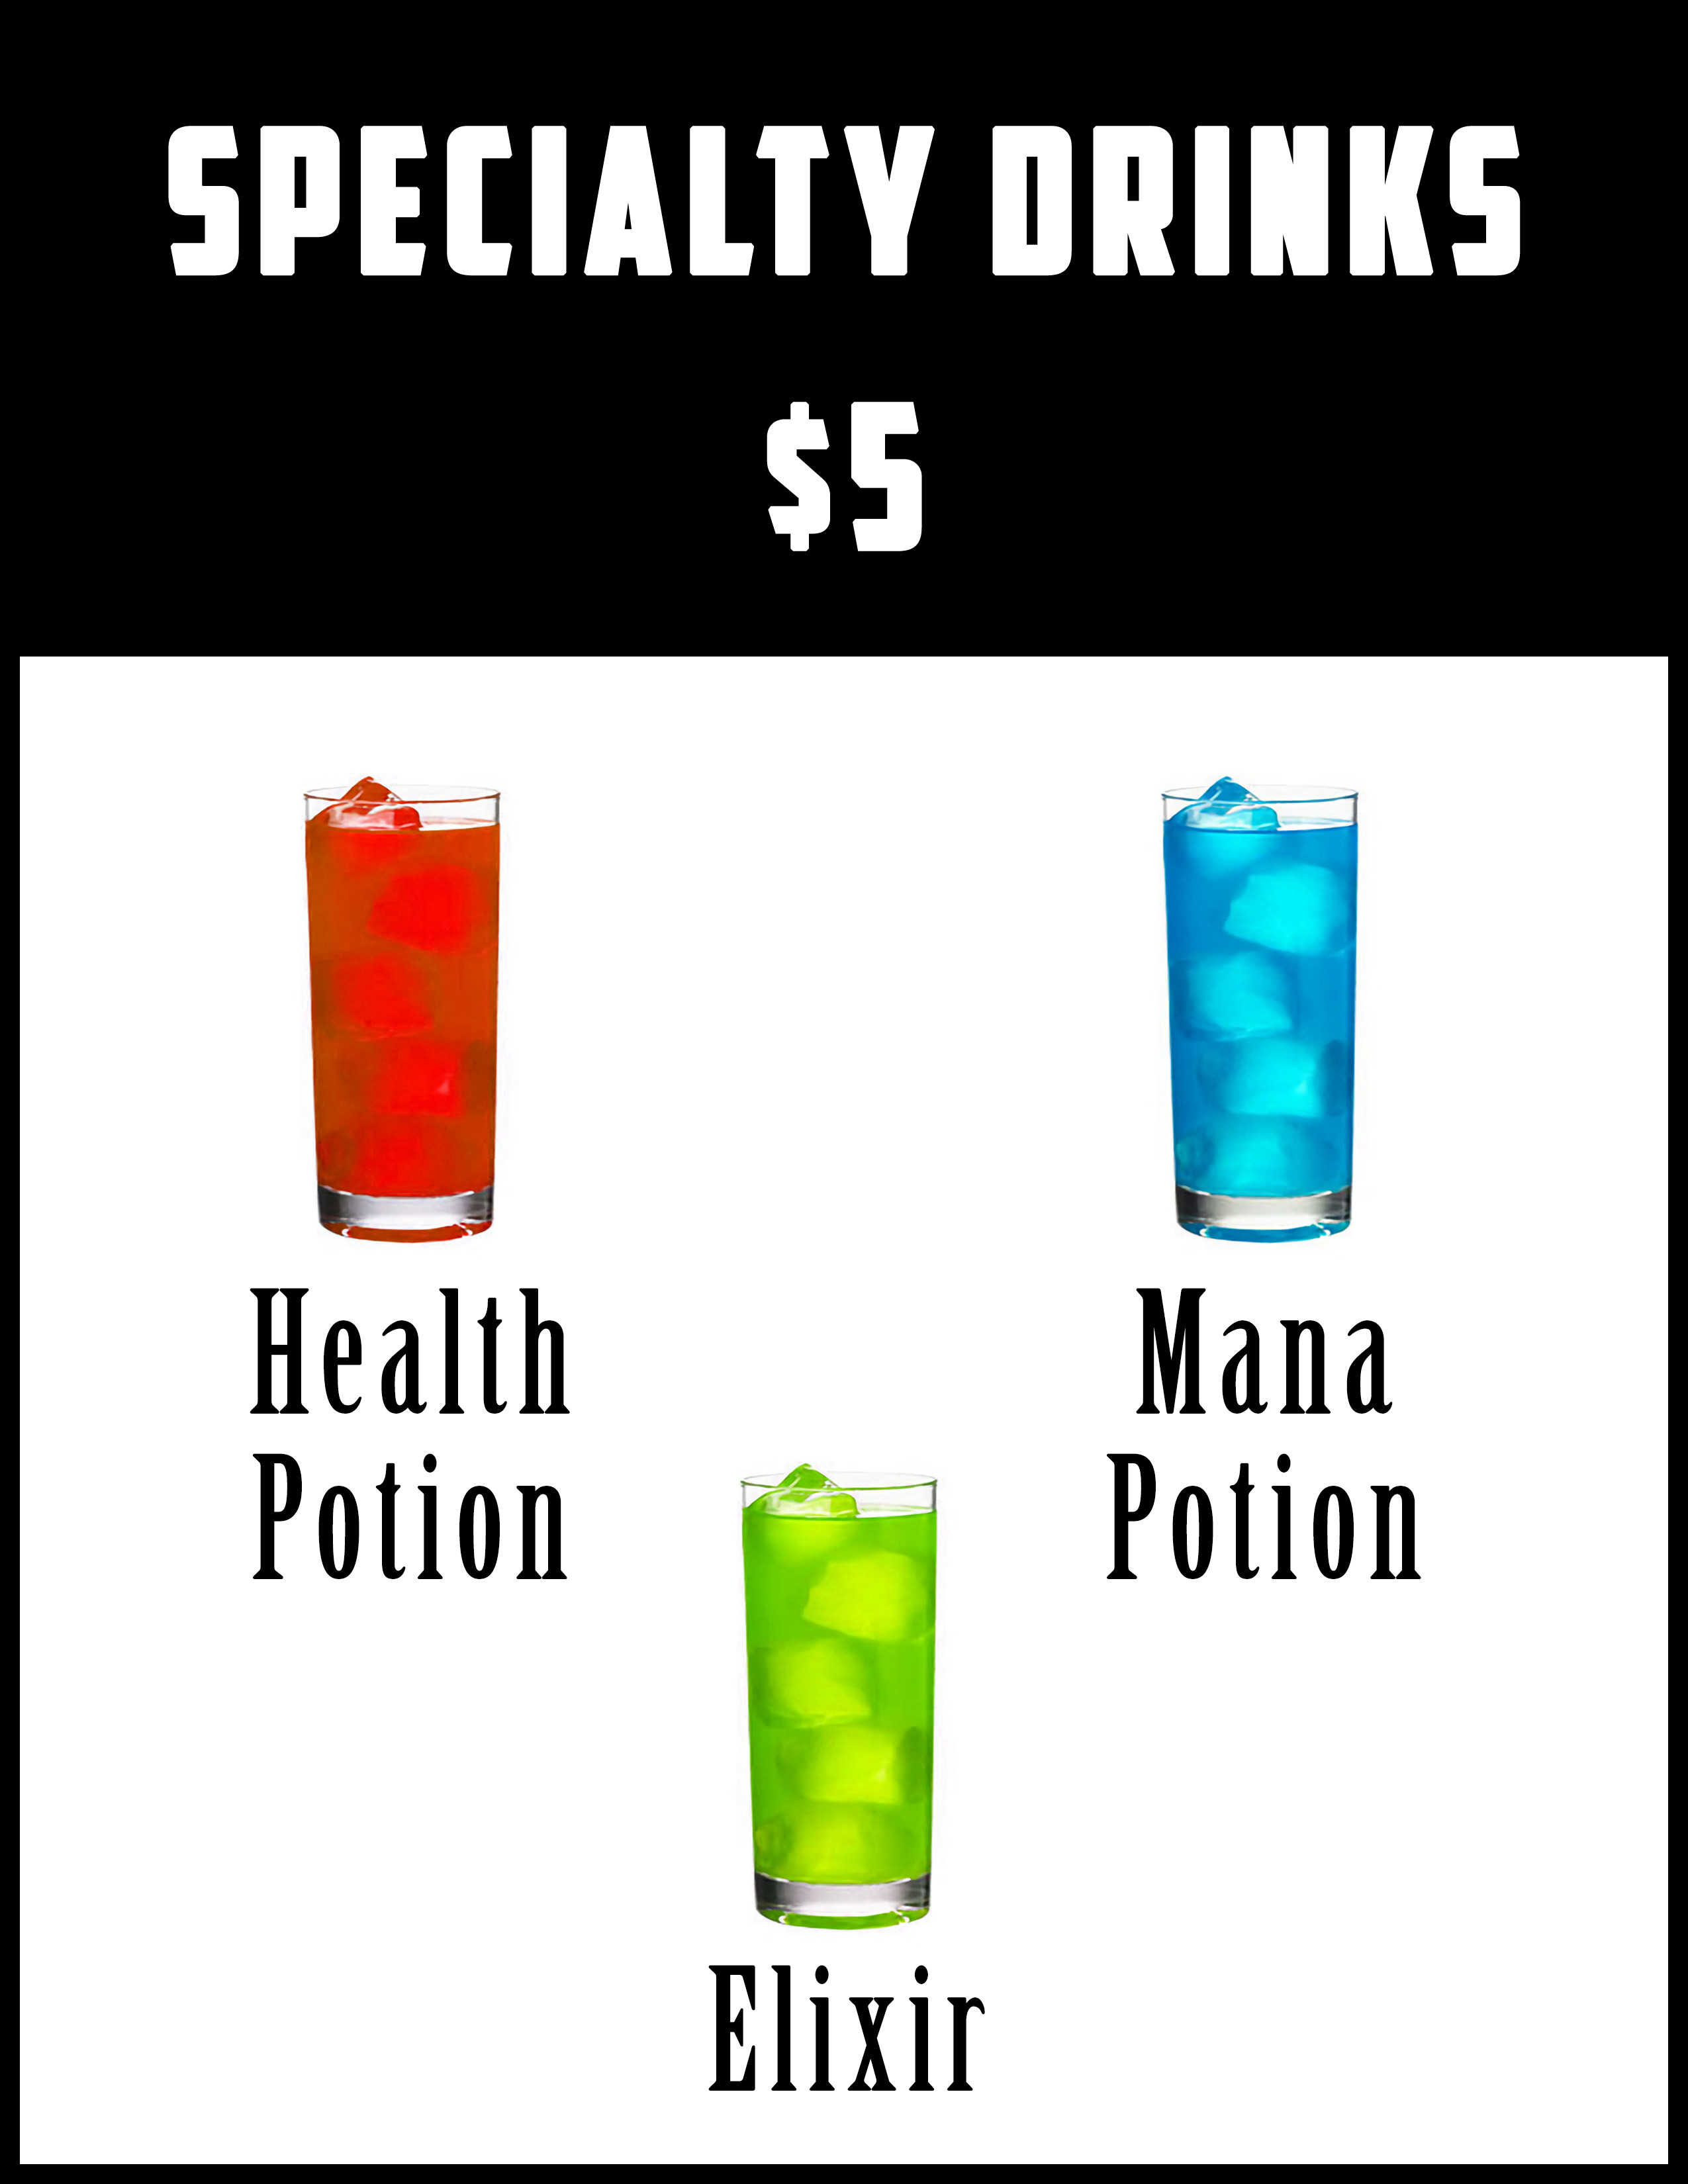 SPECIALTY DRINKS
$5
Health
Potion
Mana
Potion
Elixir